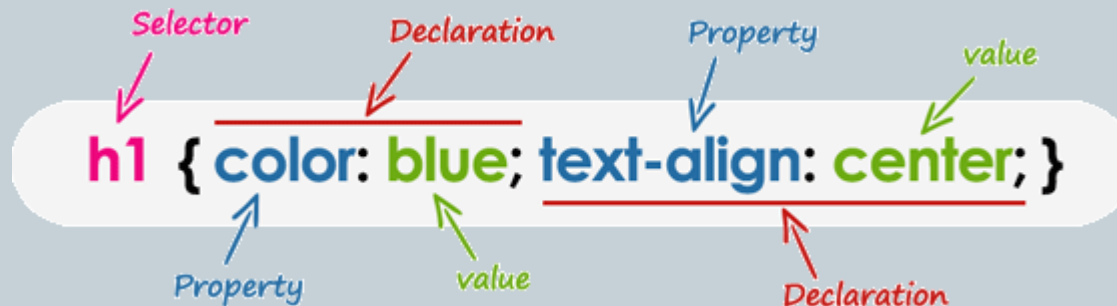 Selector Declaration Property value
h1 { color: blue; text-align: center; }
Property value Declaration